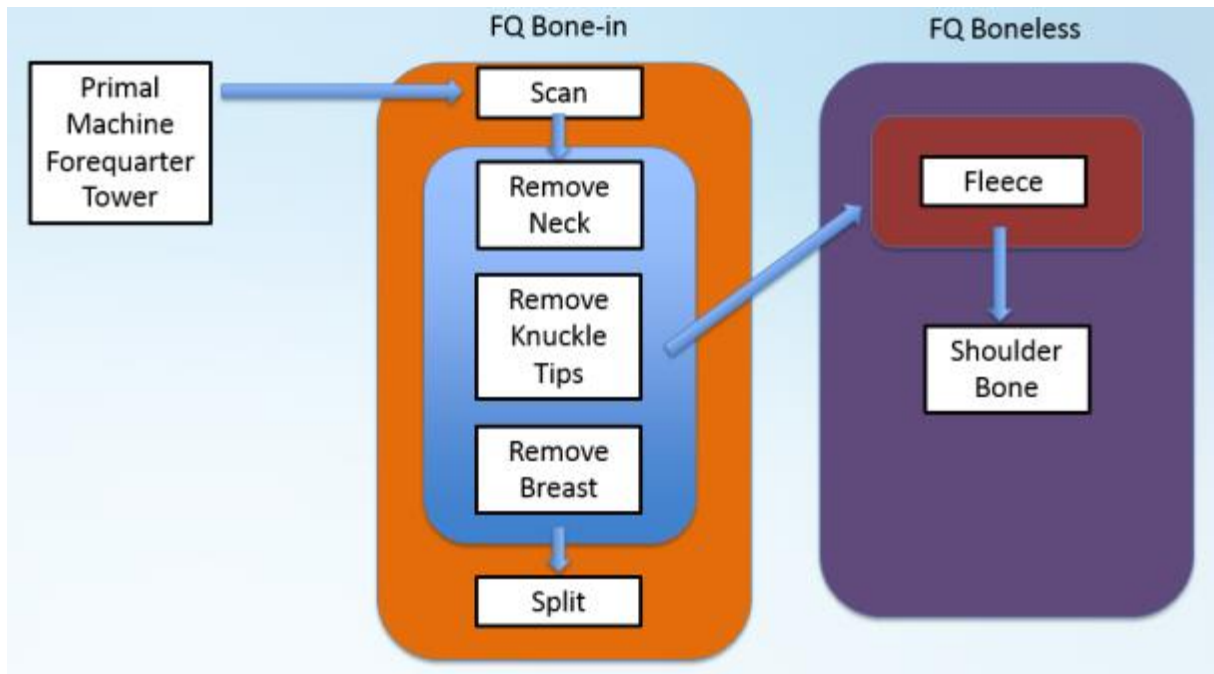 FQ Bone-in
FQ Boneless
Primal
Machine
Forequarter
Tower
Scan
Remove
Neck
Remove
Knuckle
Tips
Remove
Breast
Split
Fleece
Shoulder
Bone